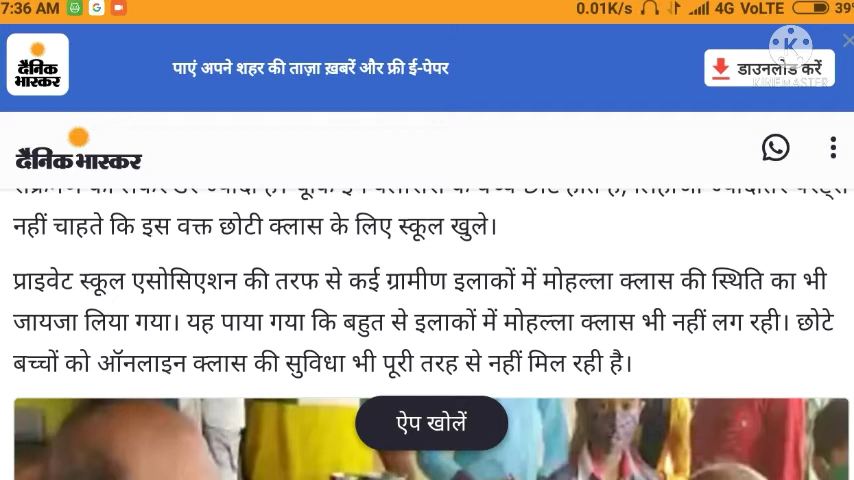 7:36 AM 0.01K/s 4G VoLTE 39
दैनिक भास्कर
पाएं अपने शहर की ताज़ा ख़बरें और फ्री ई-पेपर
डाउनलोड करें
KINEMASTER
दैनिक भास्कर
नहीं चाहते कि इस वक्त छोटी क्लास के लिए स्कूल खुले।
प्राइवेट स्कूल एसोसिएशन की तरफ से कई ग्रामीण इलाकों में मोहल्ला क्लास की स्थिति का भी
जायजा लिया गया। यह पाया गया कि बहुत से इलाकों में मोहल्ला क्लास भी नहीं लग रही। छोटे
बच्चों को ऑनलाइन क्लास की सुविधा भी पूरी तरह से नहीं मिल रही है।
ऐप खोलें